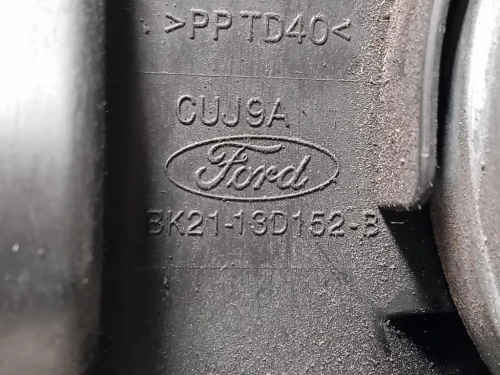 >PP TD40<
CUJ9A
Ford
BK21-13D152-B